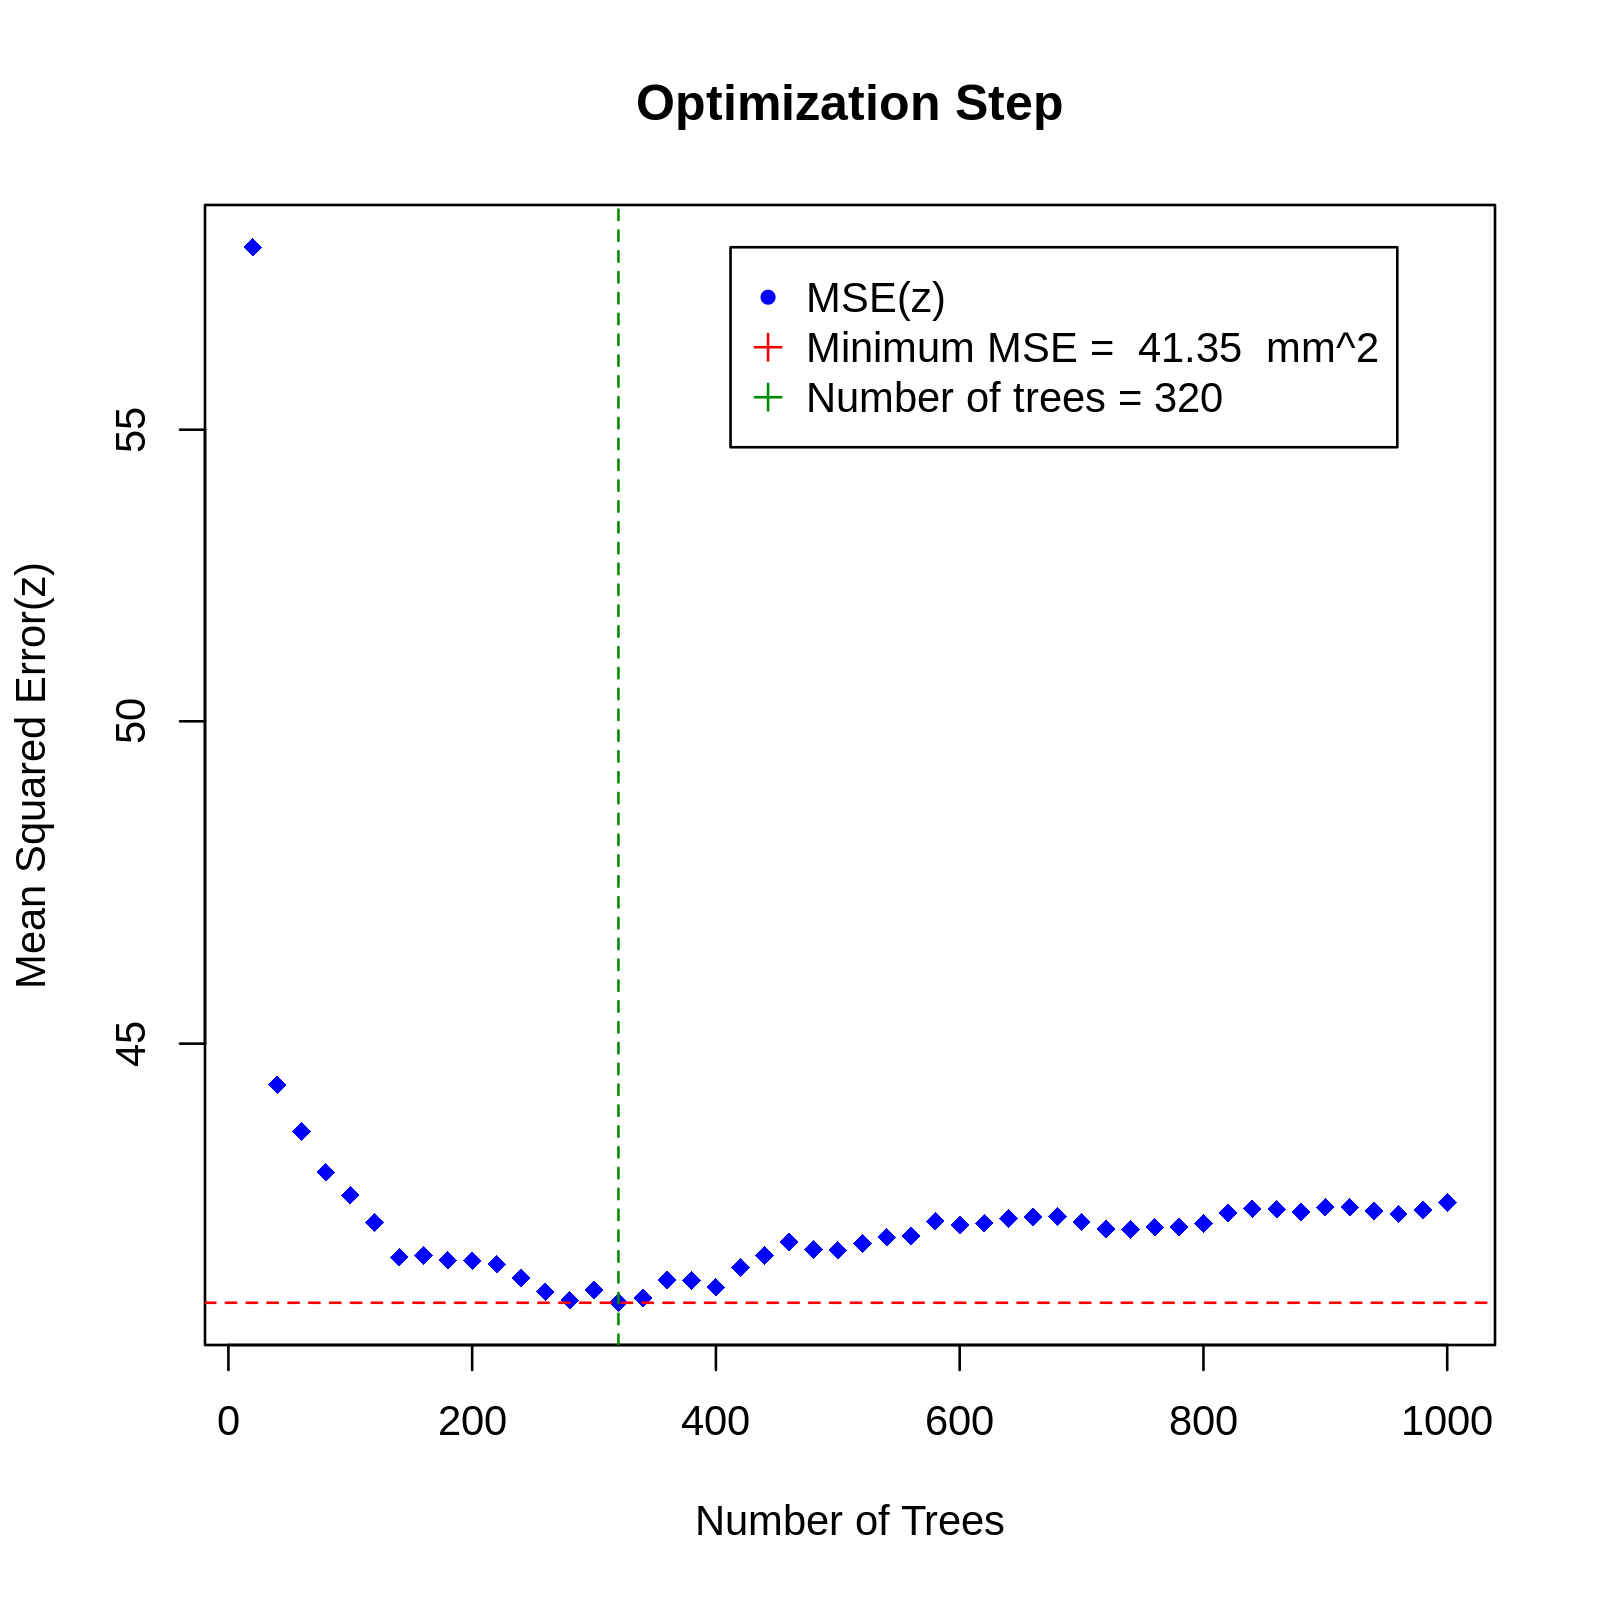 Optimization Step
MSE(z)
Minimum MSE =  41.35  mm^2
Number of trees = 320
Mean Squared Error(z)
55
50
45
0 200 400 600 800 1000
Number of Trees